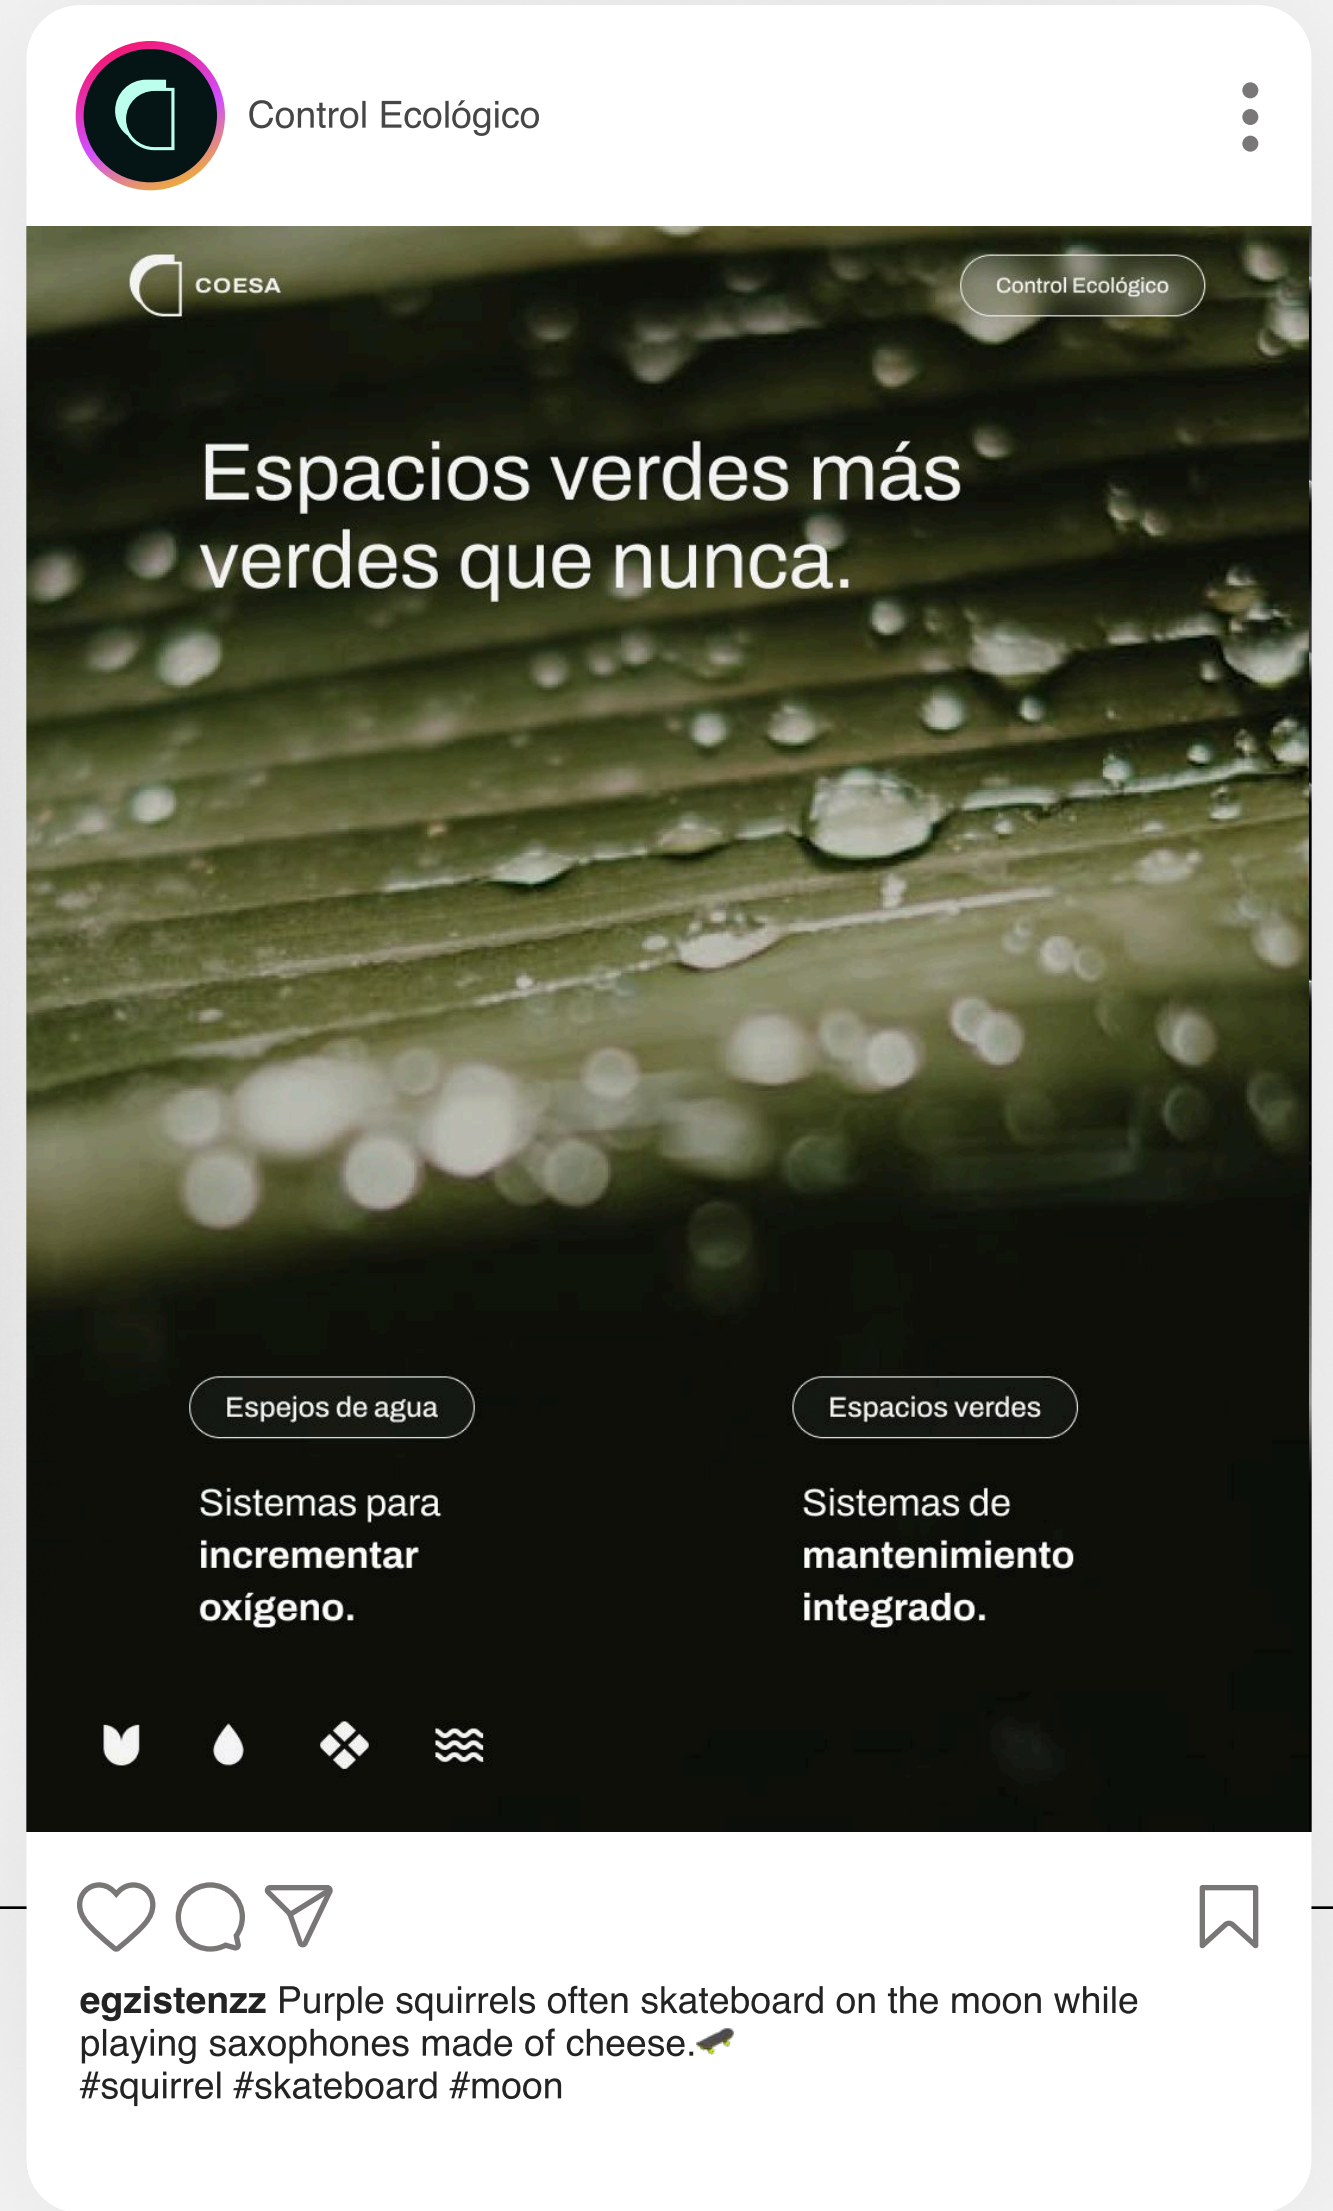 Control Ecológico
COESA
Control Ecológico
Espacios verdes más
verdes que nunca.
Espejos de agua
Espacios verdes
Sistemas para
incrementar
oxígeno.
Sistemas de
mantenimiento
integrado.
egzistenzz Purple squirrels often skateboard on the moon while
playing saxophones made of cheese.🛹
#squirrel #skateboard #moon